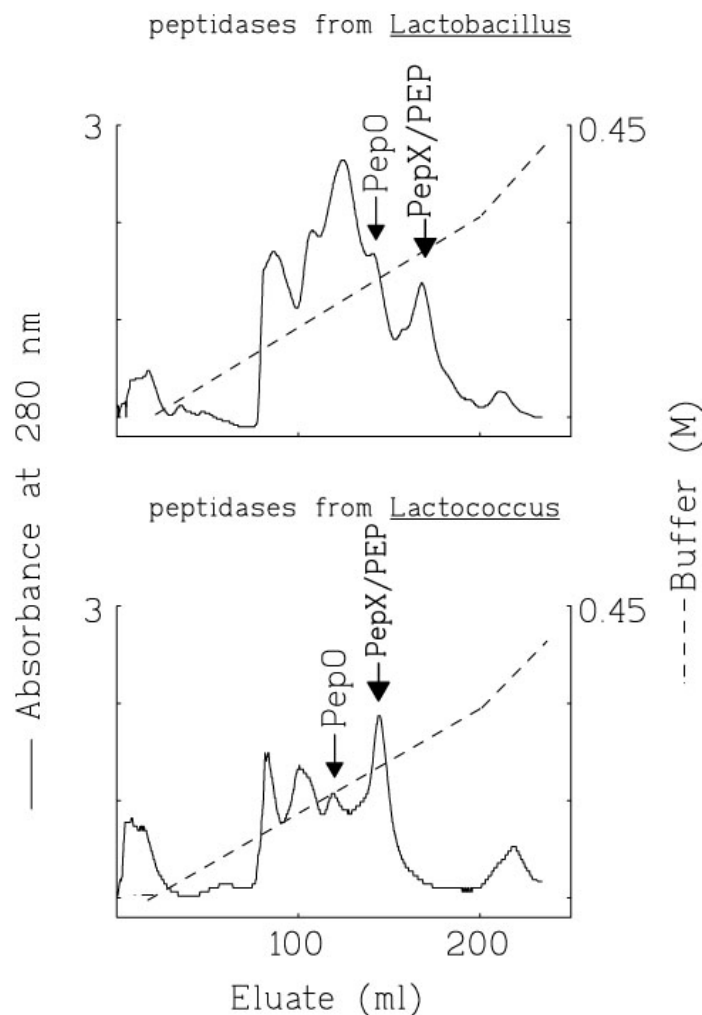 peptidases from Lactobacillus
3
0.45
PepO
PepX/PEP
peptidases from Lactococcus
3
0.45
PepO
PepX/PEP
100
200
Eluate (ml)
Absorbance at 280 nm
Buffer (M)